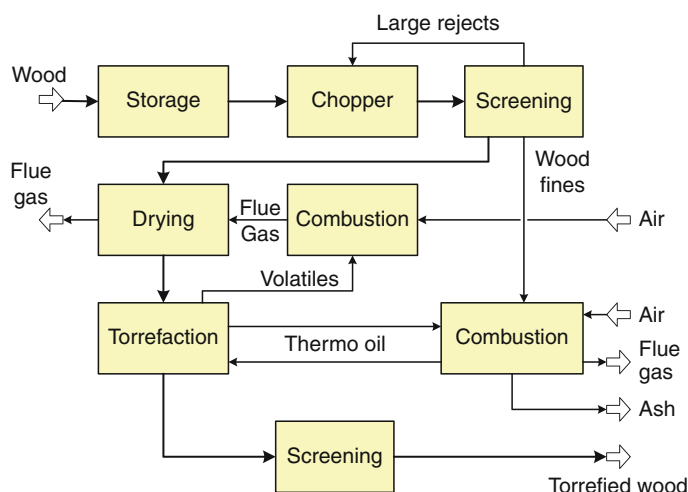 Large rejects
Wood
Storage
Chopper
Screening
Wood
fines
Flue
gas
Drying
Flue
Gas
Combustion
Air
Volatiles
Torrefaction
Thermo oil
Combustion
Air
Flue
gas
Ash
Screening
Torrefied wood